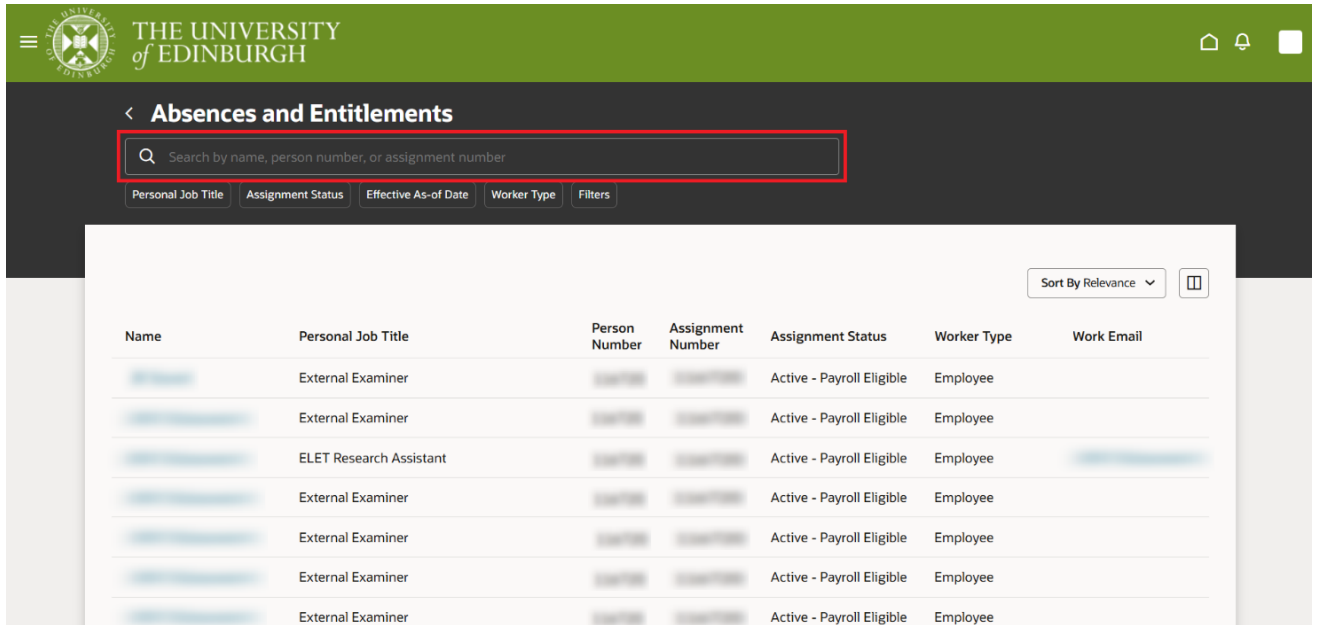 THE UNIVERSITY
of EDINBURGH
Absences and Entitlements
Search by name, person number, or assignment number
Personal Job Title Assignment Status Effective As-of Date Worker Type Filters
Sort By Relevance
Name Personal Job Title Person Number Assignment Number Assignment Status Worker Type Work Email
External Examiner Active - Payroll Eligible Employee
External Examiner Active - Payroll Eligible Employee
ELET Research Assistant Active - Payroll Eligible Employee
External Examiner Active - Payroll Eligible Employee
External Examiner Active - Payroll Eligible Employee
External Examiner Active - Payroll Eligible Employee
External Examiner Active - Payroll Eligible Employee